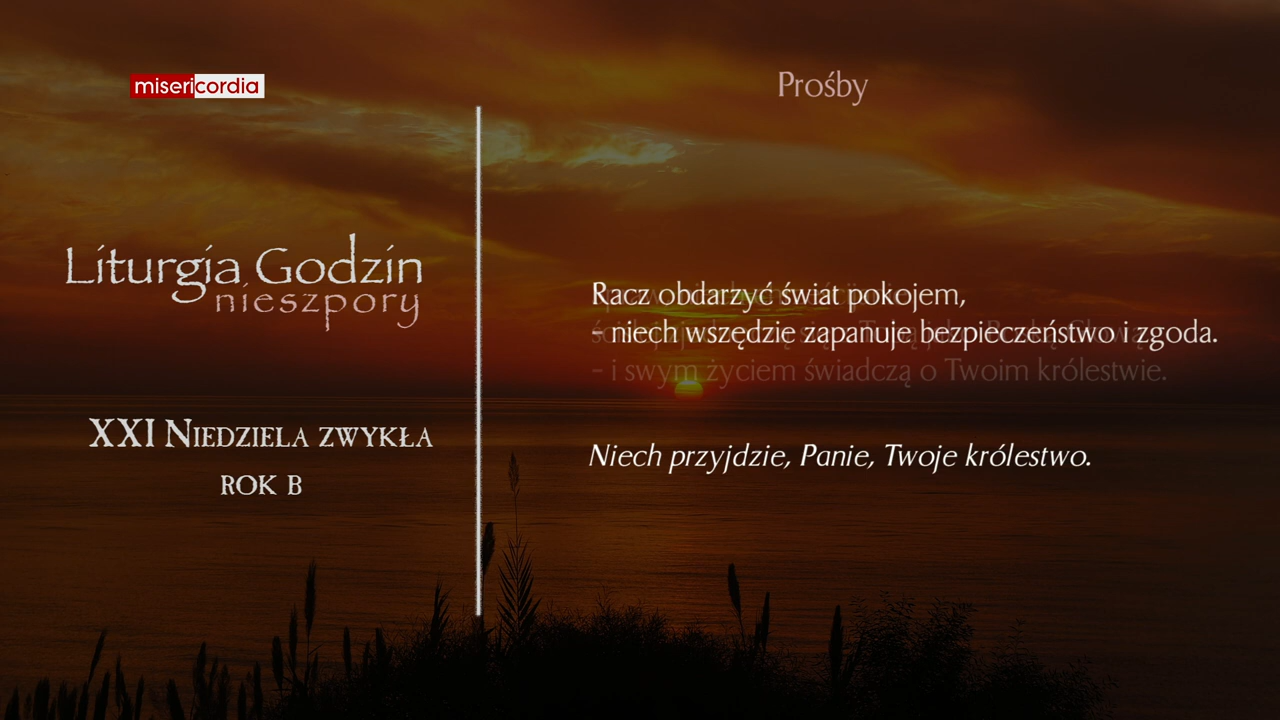 misericordia
Prośby
Liturgia Godzin
nieszpory
XXI Niedziela zwykła
rok B
Racz obdarzyć świat pokojem,
- niech wszędzie zapanuje bezpieczeństwo i zgoda.
- i swym życiem świadczą o Twoim królestwie.
Niech przyjdzie, Panie, Twoje królestwo.